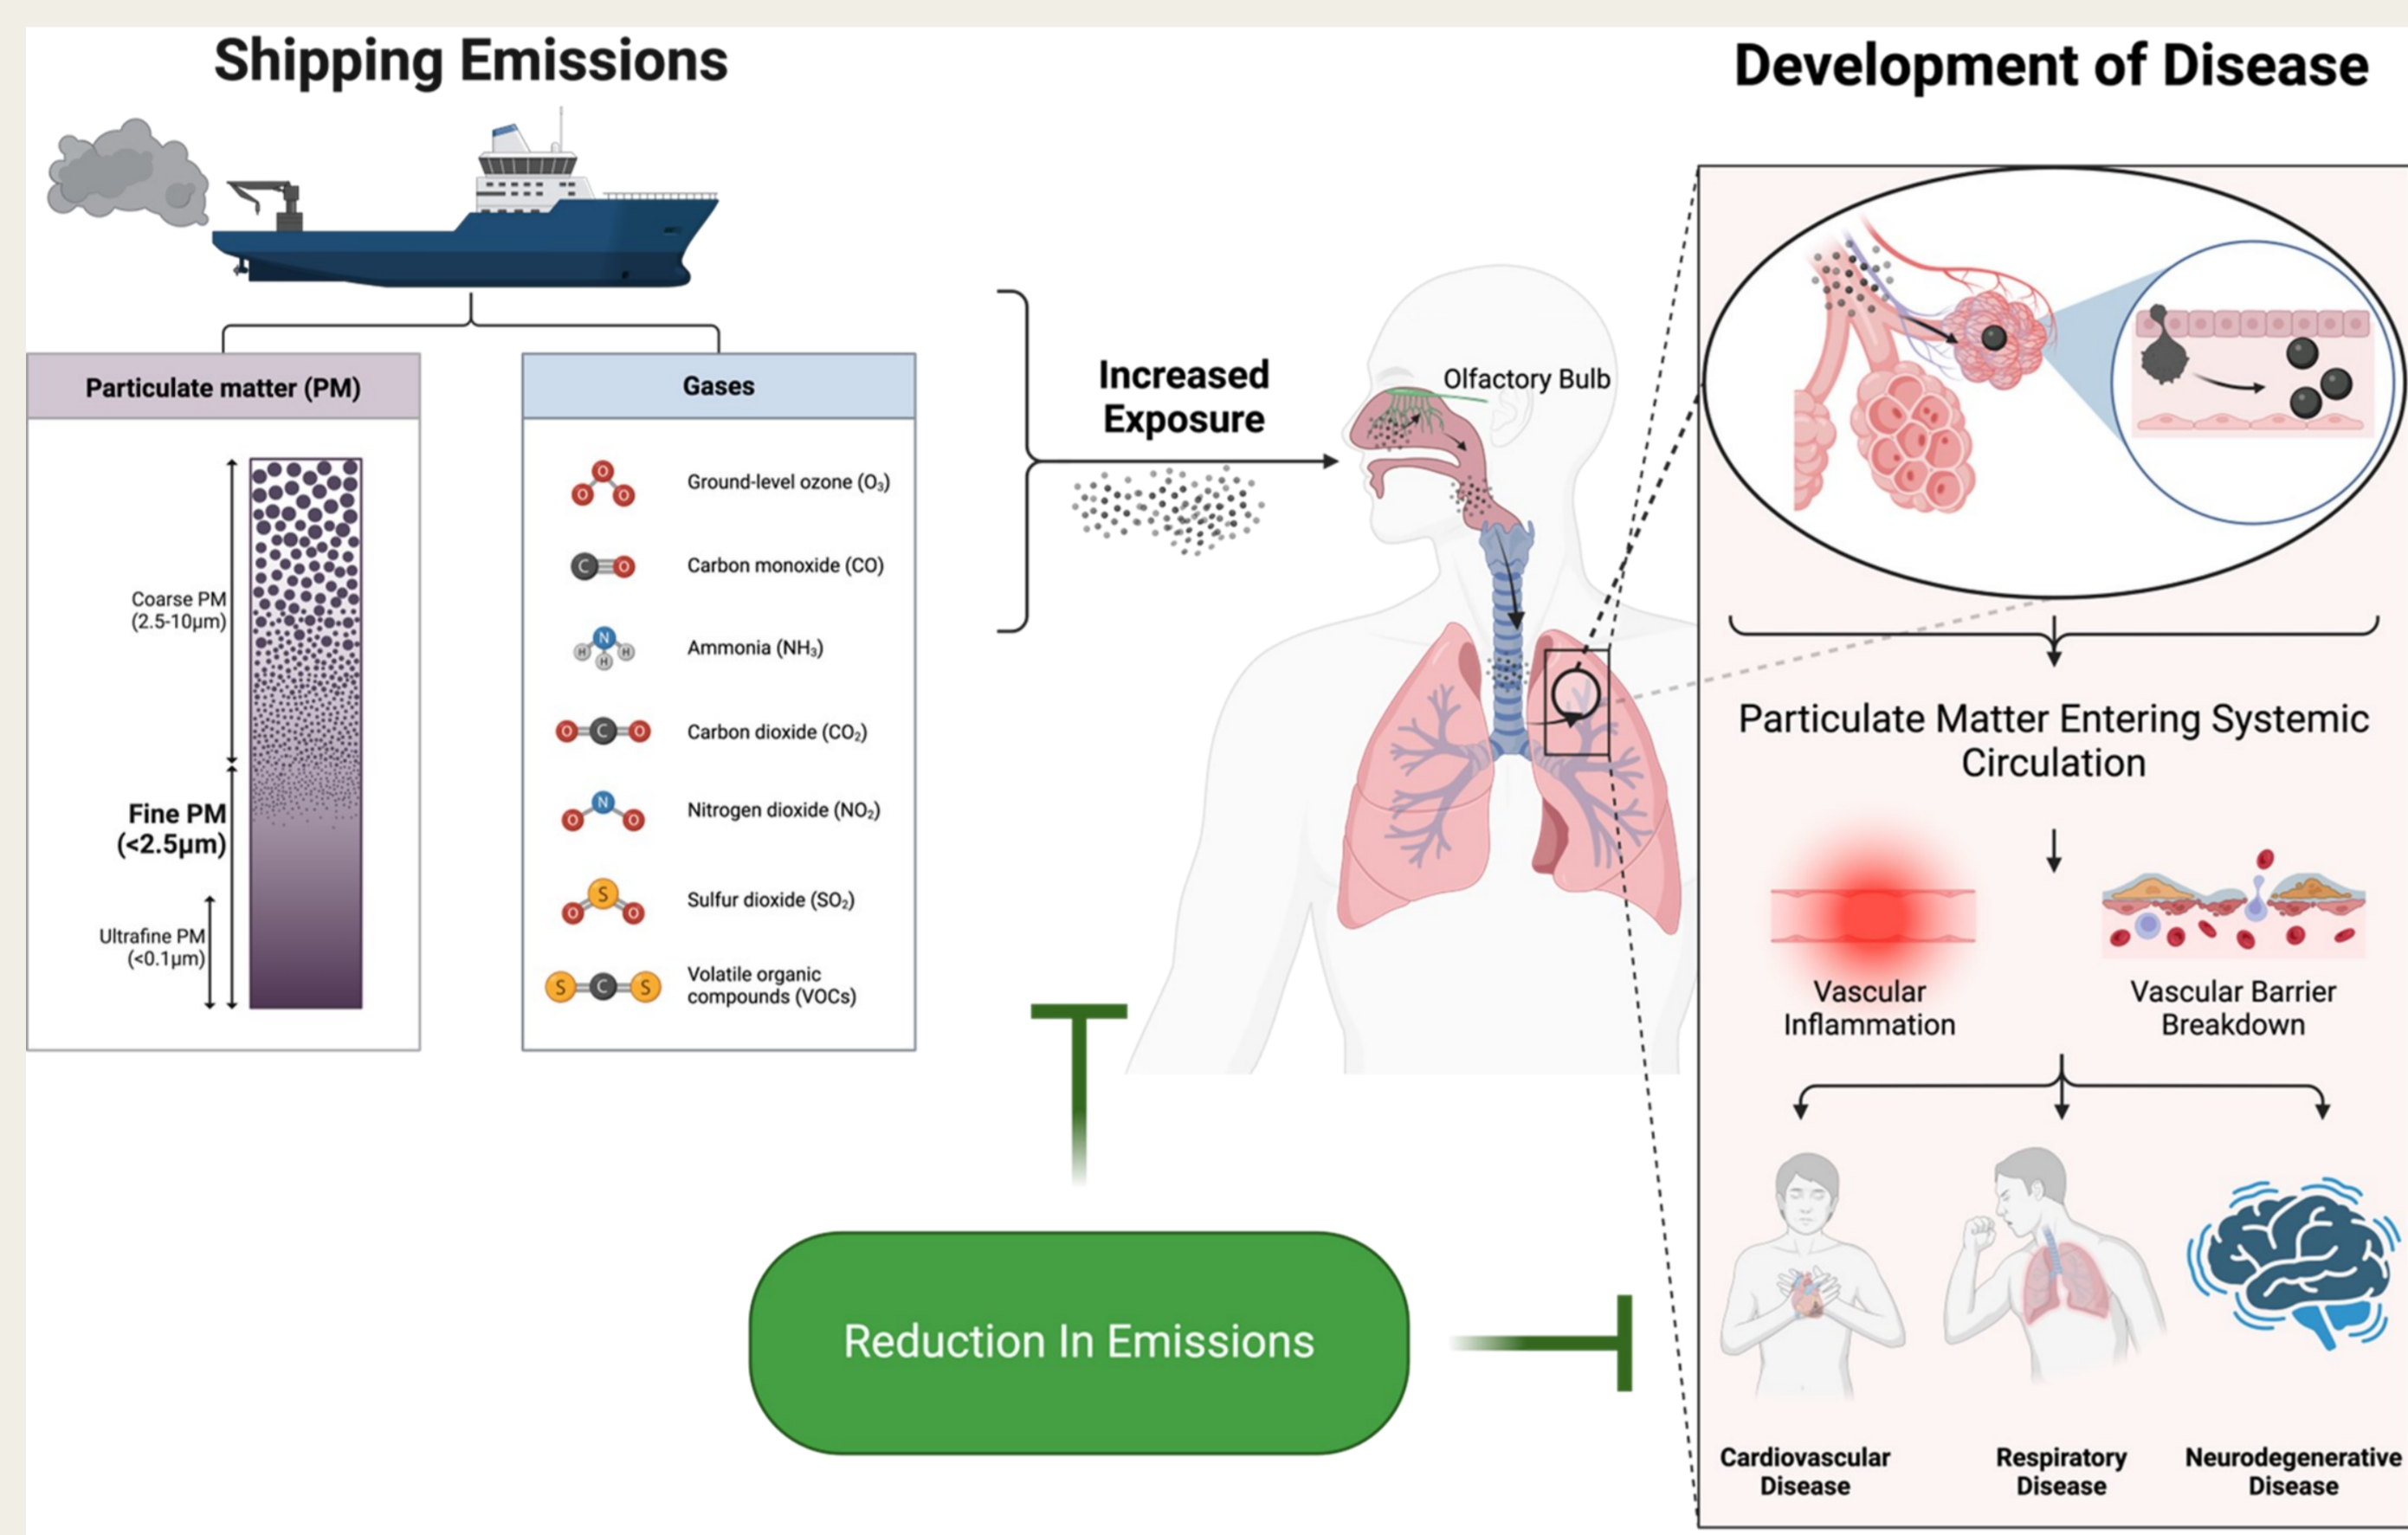 Shipping Emissions
Particulate matter (PM)
Coarse PM
(2.5-10μm)
Fine PM
(<2.5μm)
Ultrafine PM
(<0.1μm)
Gases
O
O
O
Ground-level ozone (O₃)
C
O
Carbon monoxide (CO)
N
H
H
H
Ammonia (NH₃)
O
C
O
Carbon dioxide (CO₂)
N
O
O
Nitrogen dioxide (NO₂)
S
O
O
Sulfur dioxide (SO₂)
S
C
S
Volatile organic
compounds (VOCs)
Increased
Exposure
Olfactory Bulb
Reduction In Emissions
Development of Disease
Particulate Matter Entering Systemic
Circulation
Vascular
Inflammation
Vascular Barrier
Breakdown
Cardiovascular
Disease
Respiratory
Disease
Neurodegenerative
Disease